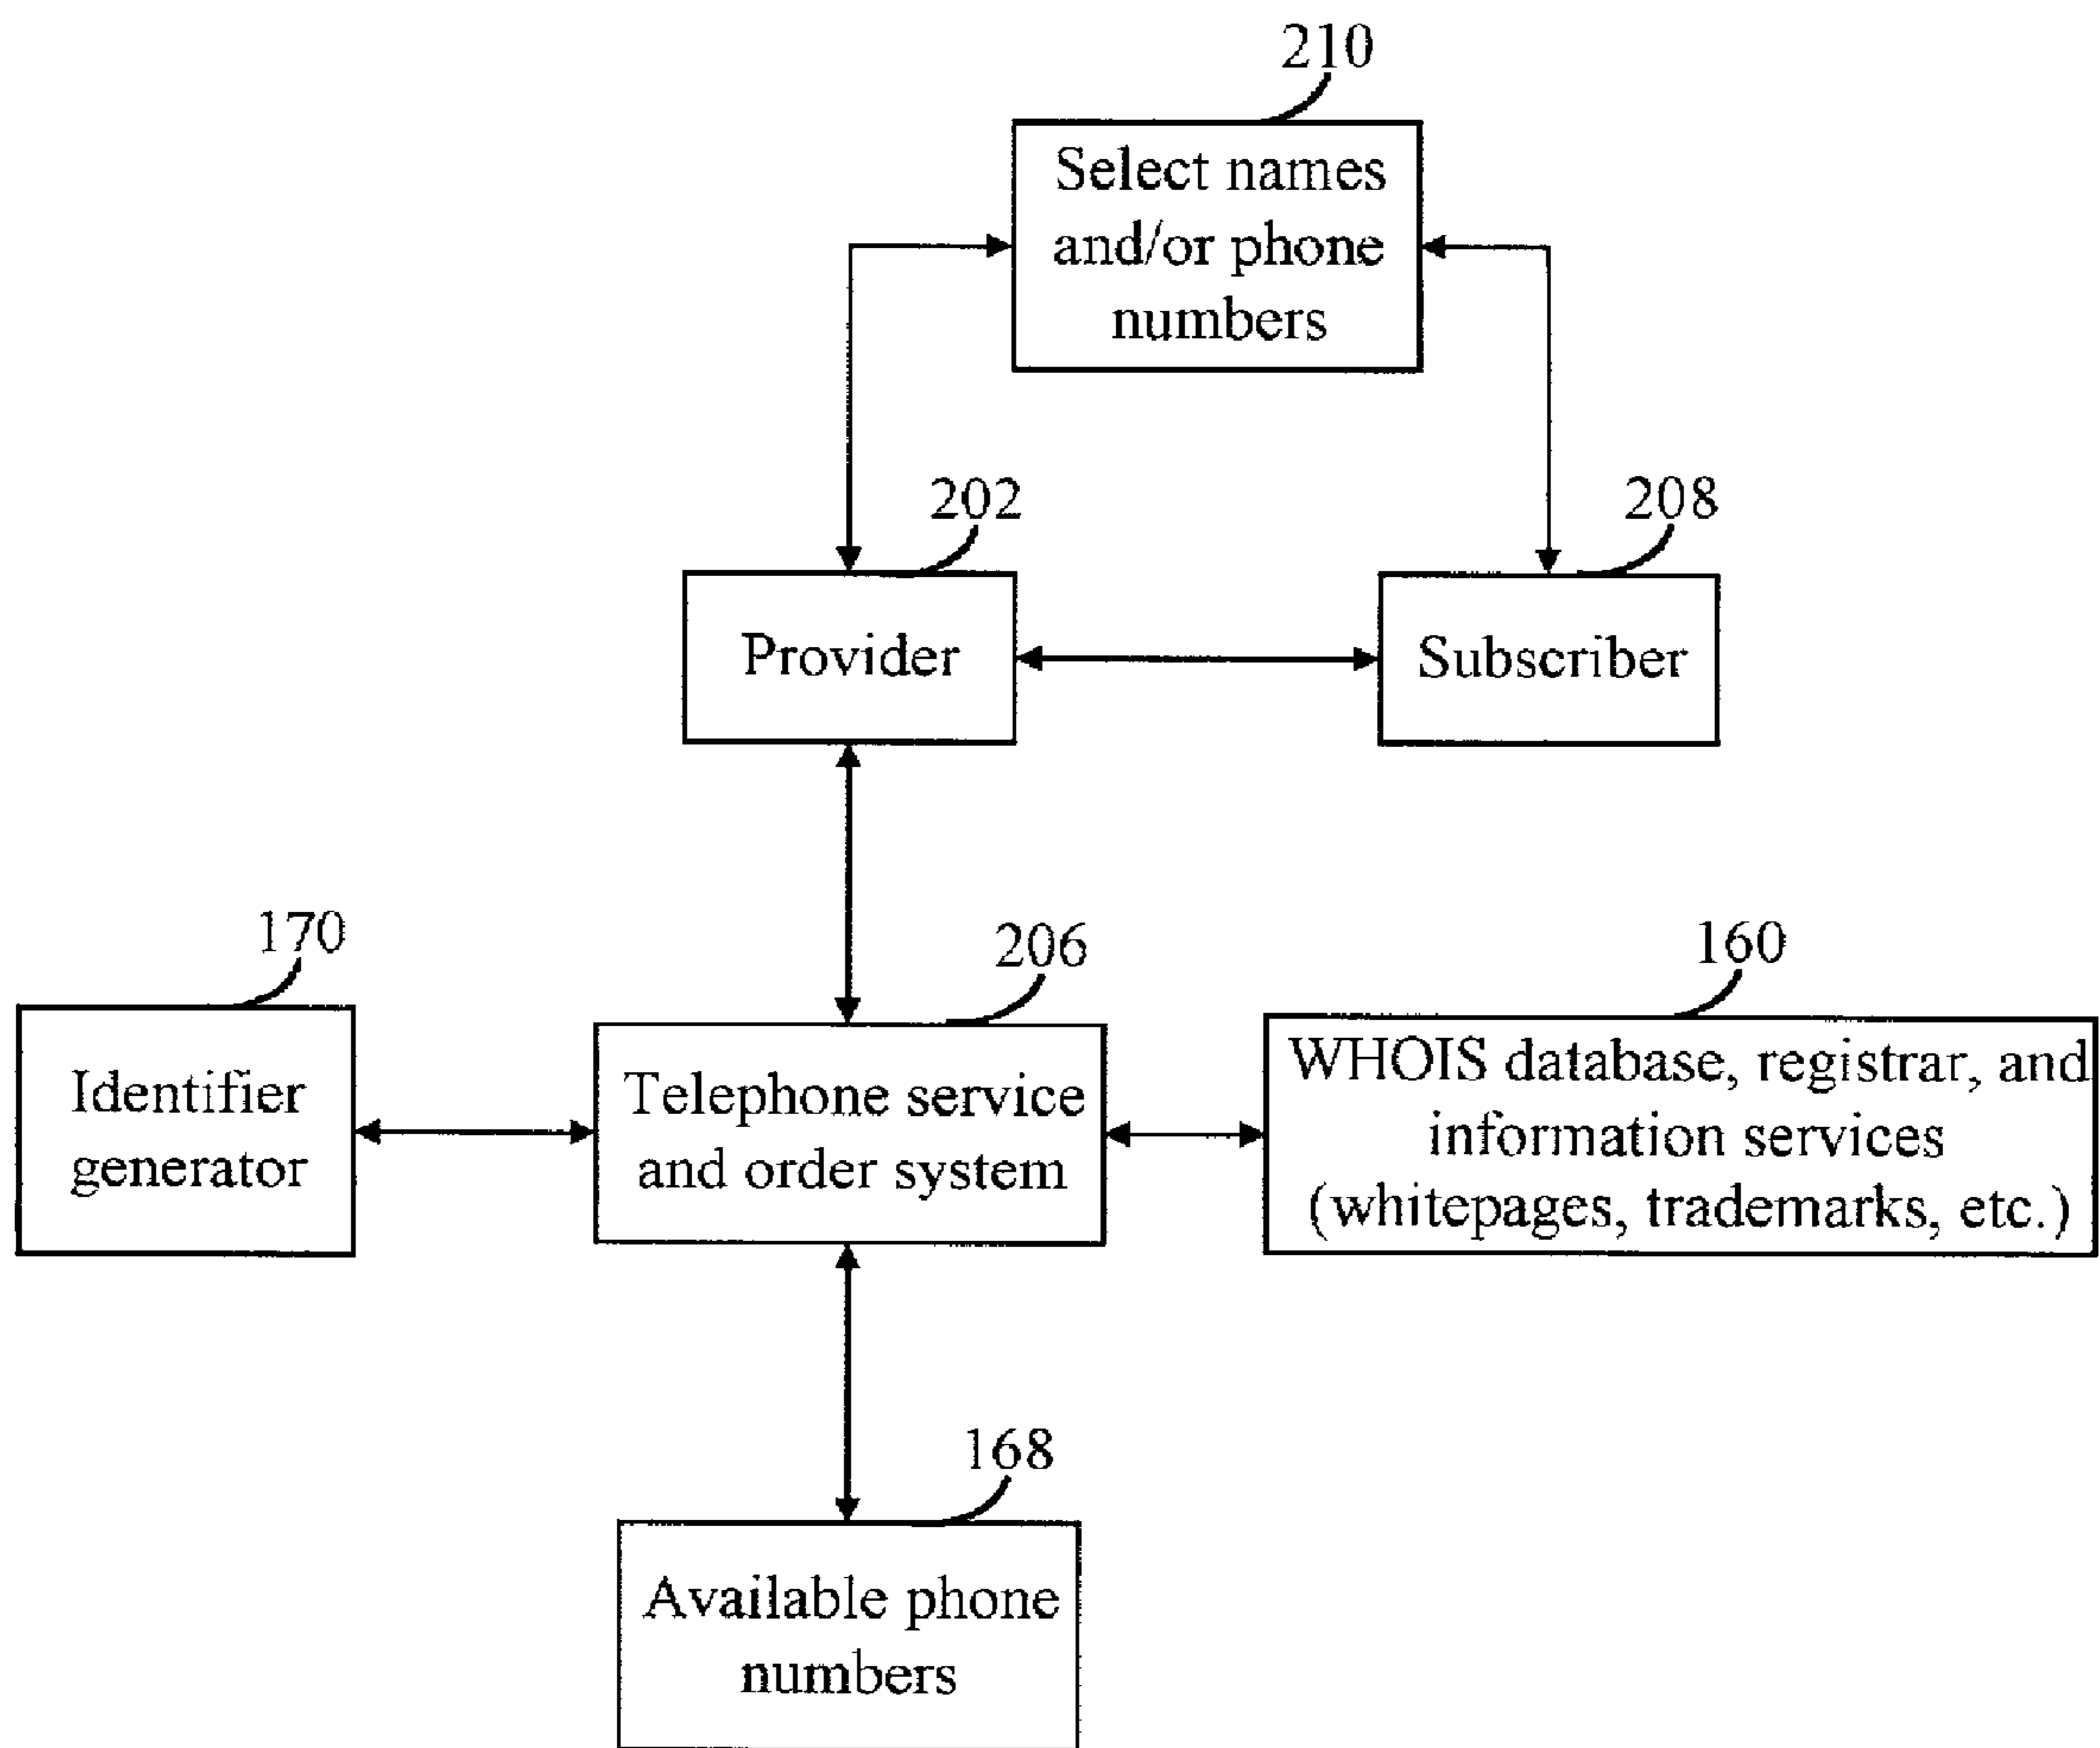 210
Select names
and/or phone
numbers
202
208
Provider
Subscriber
170
206
160
Identifier
generator
Telephone service
and order system
WHOIS database, registrar, and
information services
(whitepages, trademarks, etc.)
168
Available phone
numbers